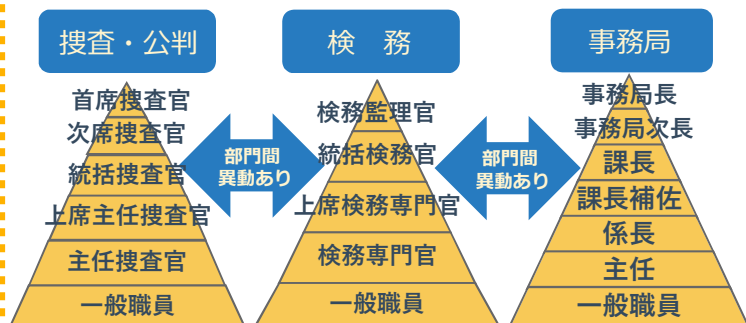 捜査・公判
首席捜査官
次席捜査官
統括捜査官
上席主任捜査官
主任捜査官
一般職員
部門間
異動あり
検　務
検務監理官
統括検務官
上席検務専門官
検務専門官
一般職員
部門間
異動あり
事務局
事務局長
事務局次長
課長
課長補佐
係長
主任
一般職員